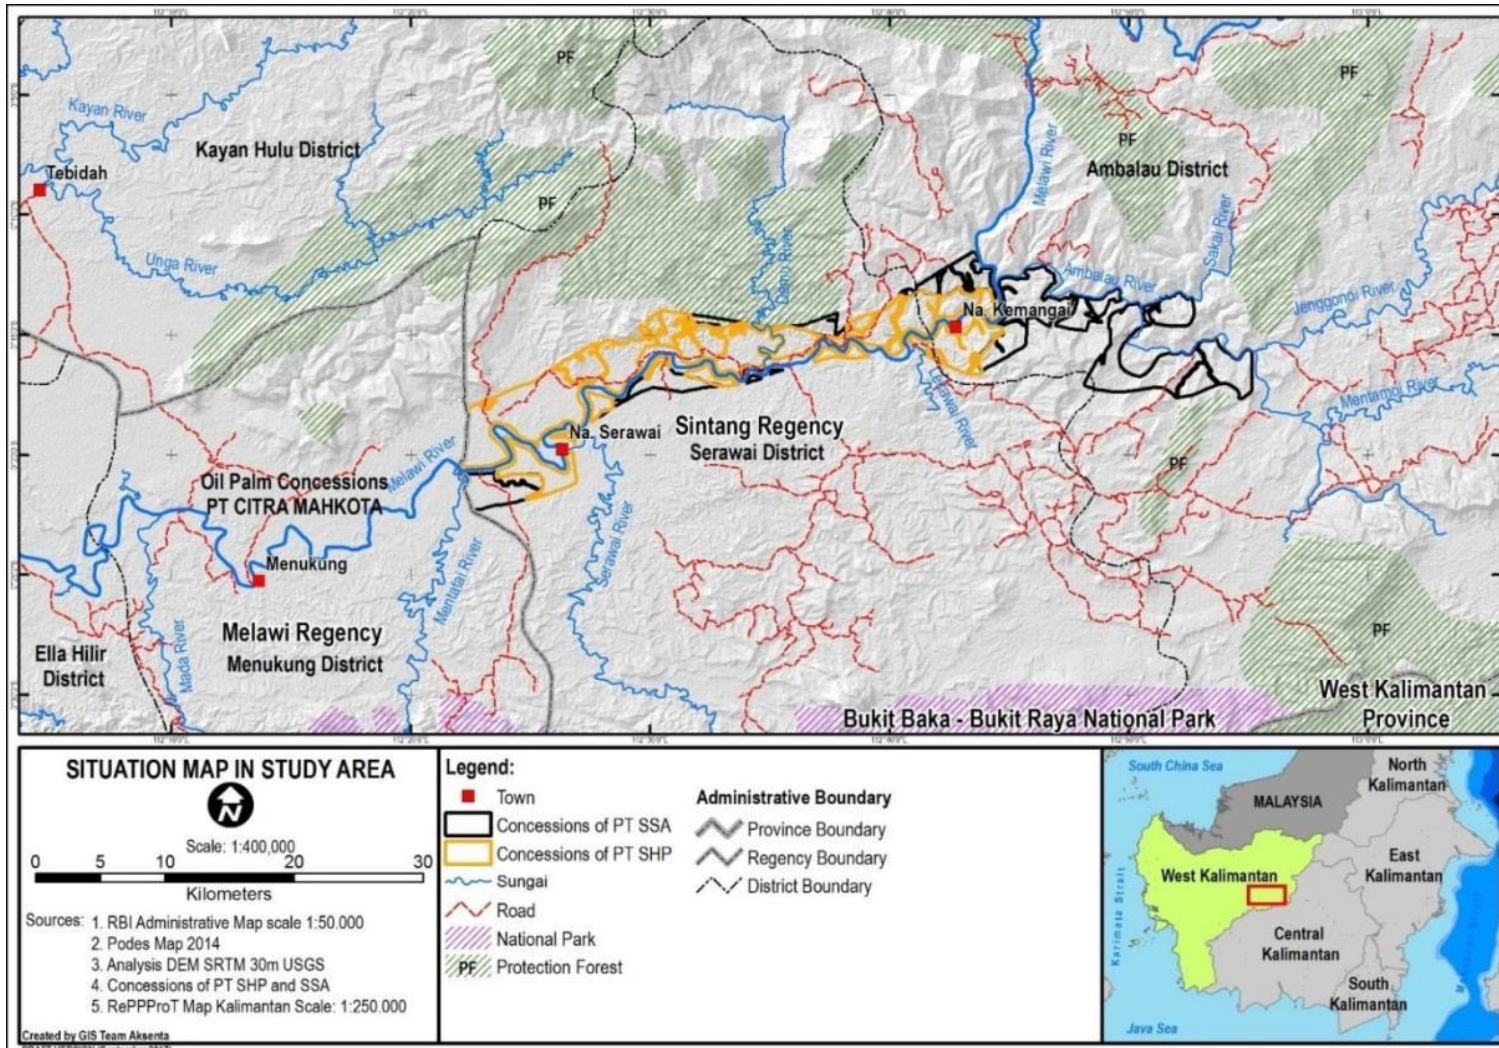 PF
PF
Kayan River
Kayan Hulu District
PF
Ambalau District
Melawi River
Tebidah
PF
Sakai River
Unga River
Ambalau River
Jenggonoi River
Na. Kemangai
Mentamoi River
Sintang Regency
Serawai District
Na. Serawai
Melawi River
PF
Oil Palm Concessions
PT CITRA MAHKOTA
Serawai River
Menukung
Mentatai River
Mada River
Melawi Regency
Menukung District
Ella Hilir
District
PF
Bukit Baka - Bukit Raya National Park
West Kalimantan
Province
SITUATION MAP IN STUDY AREA
N
Scale: 1:400,000
0 5 10 20 30
Kilometers
Sources: 1. RBI Administrative Map scale 1:50.000
2. Podes Map 2014
3. Analysis DEM SRTM 30m USGS
4. Concessions of PT SHP and SSA
5. RePPProT Map Kalimantan Scale: 1:250.000
Created by GIS Team Aksenta
Legend:
Town
Concessions of PT SSA
Concessions of PT SHP
Sungai
Road
National Park
PF Protection Forest
Administrative Boundary
Province Boundary
Regency Boundary
District Boundary
South China Sea
North
Kalimantan
MALAYSIA
West Kalimantan
East
Kalimantan
Karimata Strait
Central
Kalimantan
South
Kalimantan
Java Sea